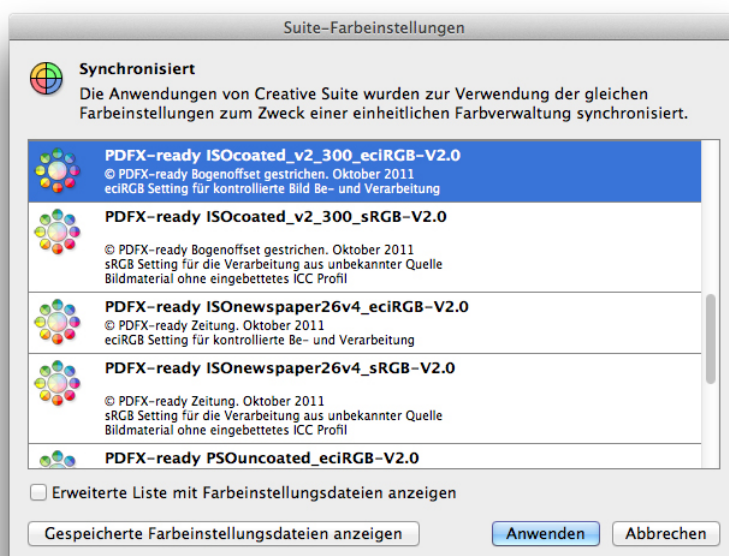 Suite-Farbeinstellungen
Synchronisiert
Die Anwendungen von Creative Suite wurden zur Verwendung der gleichen
Farbeinstellungen zum Zweck einer einheitlichen Farbverwaltung synchronisiert.
PDFX-ready ISOcoated_v2_300_eciRGB-V2.0
© PDFX-ready Bogenoffset gestrichen. Oktober 2011
eciRGB Setting für kontrollierte Bild Be- und Verarbeitung
PDFX-ready ISOcoated_v2_300_sRGB-V2.0
© PDFX-ready Bogenoffset gestrichen. Oktober 2011
sRGB Setting für die Verarbeitung aus unbekannter Quelle
Bildmaterial ohne eingebettetes ICC Profil
PDFX-ready ISOnewspaper26v4_eciRGB-V2.0
© PDFX-ready Zeitung. Oktober 2011
eciRGB Setting für kontrollierte Be- und Verarbeitung
PDFX-ready ISOnewspaper26v4_sRGB-V2.0
© PDFX-ready Zeitung. Oktober 2011
sRGB Setting für die Verarbeitung aus unbekannter Quelle
Bildmaterial ohne eingebettetes ICC Profil
PDFX-ready PSOuncoated_eciRGB-V2.0
Erweiterte Liste mit Farbeinstellungsdateien anzeigen
Gespeicherte Farbeinstellungsdateien anzeigen
Anwenden
Abbrechen